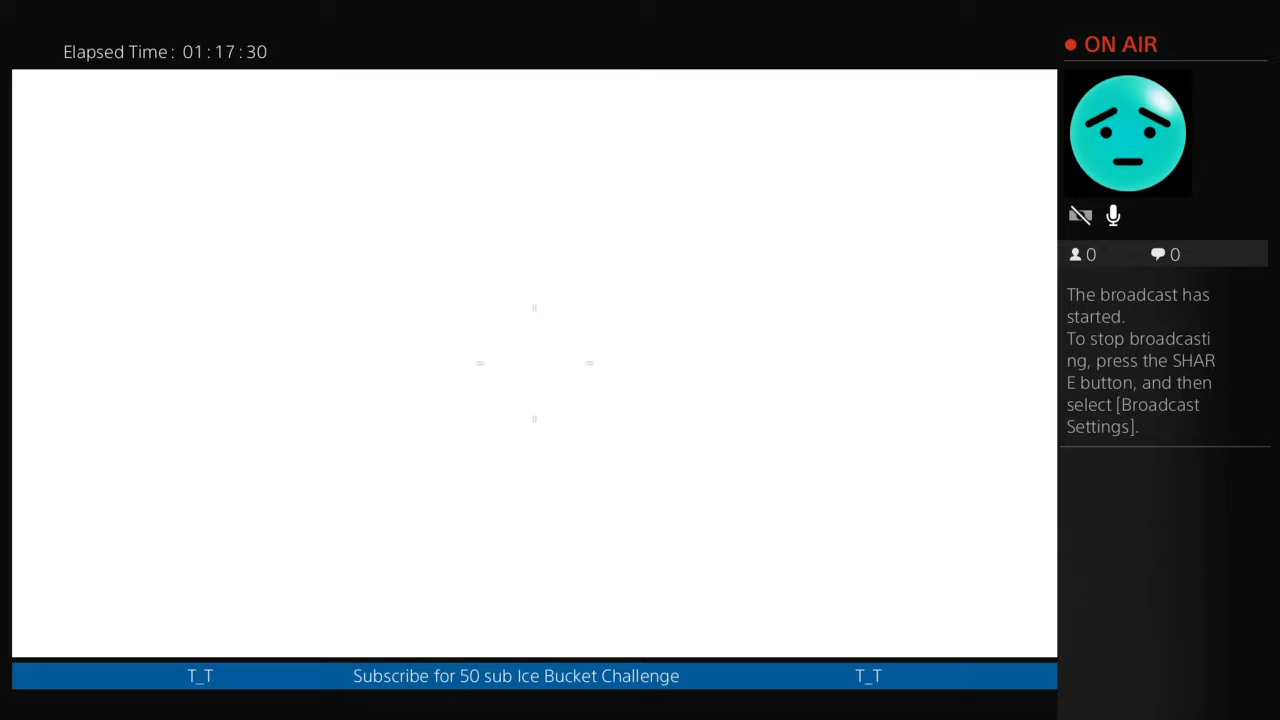 Elapsed Time: 01:17:30
ON AIR
0 0
The broadcast has
started.
To stop broadcasti
ng, press the SHAR
E button, and then
select [Broadcast
Settings].
T_T Subscribe for 50 sub Ice Bucket Challenge T_T